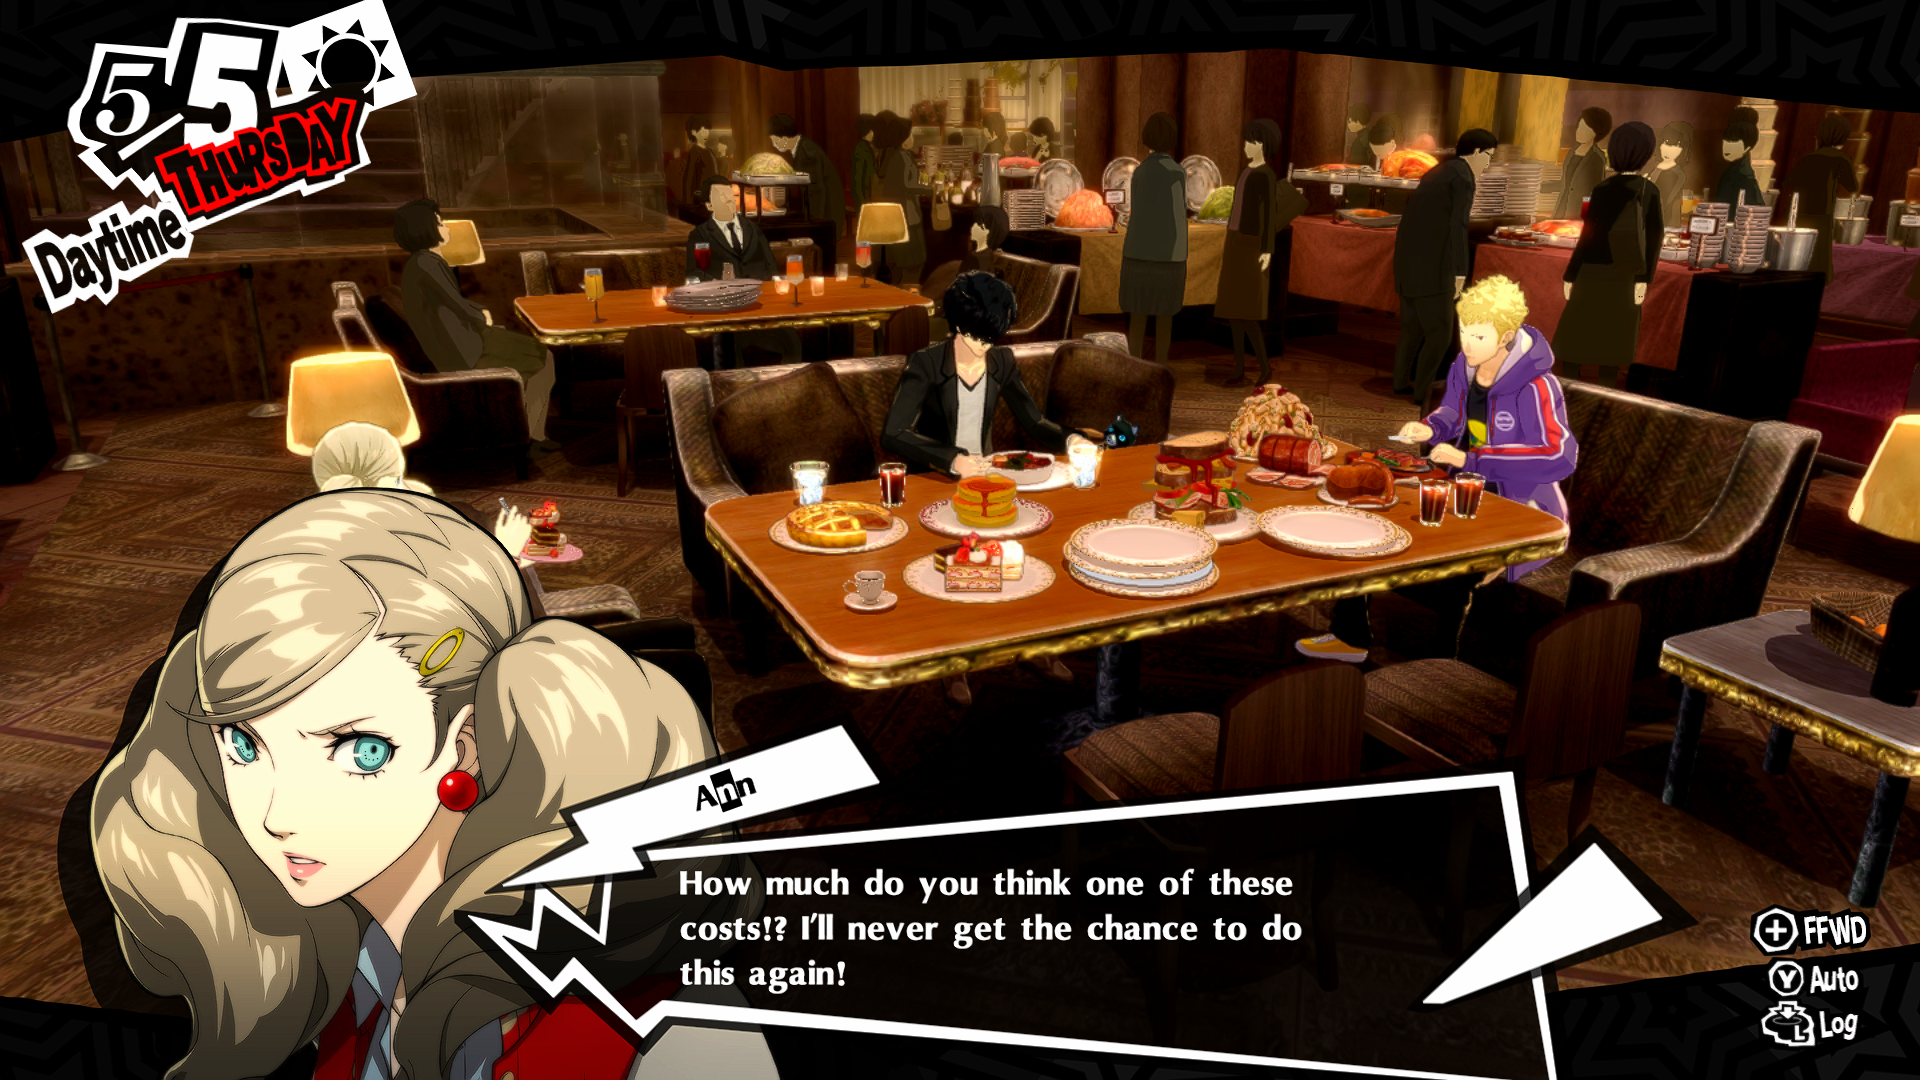 5/5
THURSDAY
Daytime
Ann
How much do you think one of these
costs!? I'll never get the chance to do
this again!
+ FFWD
Y Auto
L Log